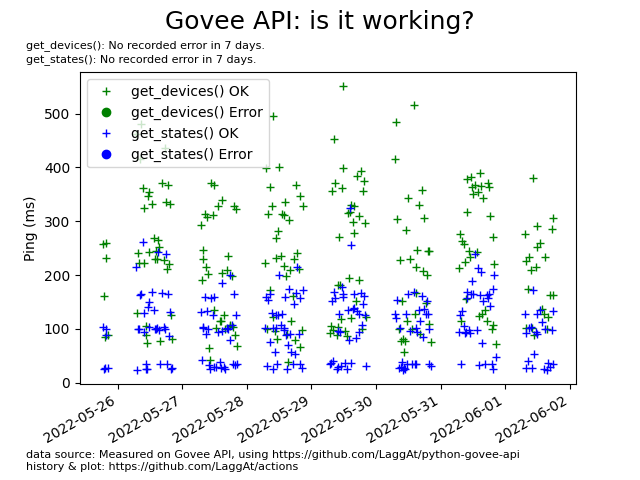 Govee API: is it working?
get_devices(): No recorded error in 7 days.
get_states(): No recorded error in 7 days.
get_devices() OK
get_devices() Error
get_states() OK
get_states() Error
Ping (ms)
500
400
300
200
100
0
2022-05-26
2022-05-27
2022-05-28
2022-05-29
2022-05-30
2022-05-31
2022-06-01
2022-06-02
data source: Measured on Govee API, using https://github.com/LaggAt/python-govee-api
history & plot: https://github.com/LaggAt/actions